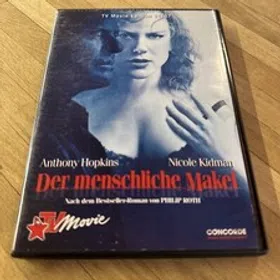 TV Movie
Anthony Hopkins Nicole Kidman
Der menschliche Makel
Nach dem Bestseller-Roman von PHILIP ROTH
TV Movie
CONCORDE